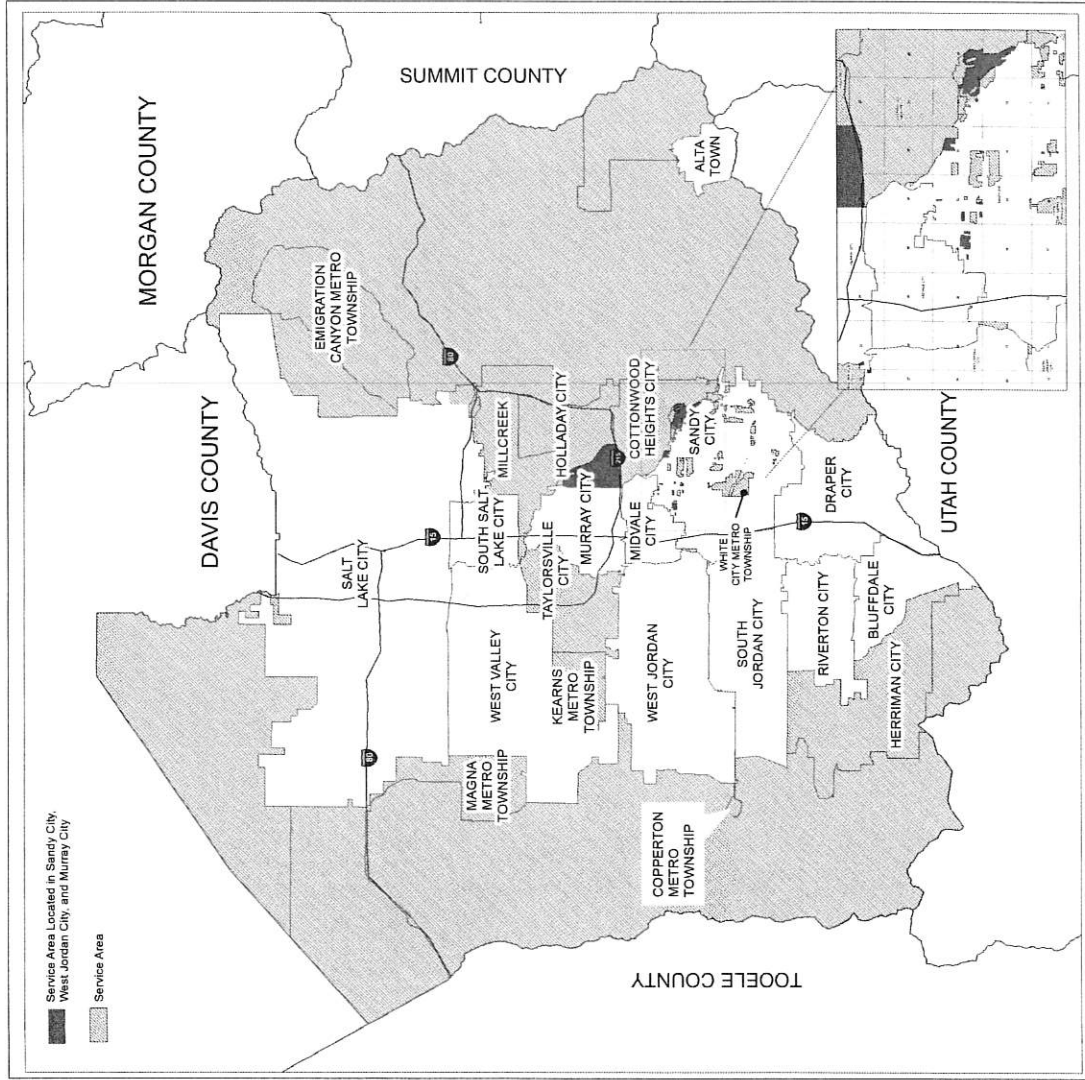 Service Area Located in Sandy City,
West Jordan City, and Murray City
Service Area
MORGAN COUNTY
SUMMIT COUNTY
DAVIS COUNTY
EMIGRATION
CANYON METRO
TOWNSHIP
ALTA
TOWN
80
MILLCREEK
HOLLADAY CITY
COTTONWOOD
HEIGHTS CITY
215
SANDY
CITY
SALT
LAKE CITY
15
SOUTH SALT
LAKE CITY
TAYLORSVILLE
CITY
MURRAY CITY
MIDVALE
CITY
WHITE
CITY METRO
TOWNSHIP
15
DRAPER
CITY
UTAH COUNTY
WEST VALLEY
CITY
KEARNS
METRO
TOWNSHIP
WEST JORDAN
CITY
SOUTH
JORDAN CITY
RIVERTON CITY
BLUFFDALE
CITY
HERRIMAN CITY
80
MAGNA
METRO
TOWNSHIP
COPPERTON
METRO
TOWNSHIP
TOOELE COUNTY